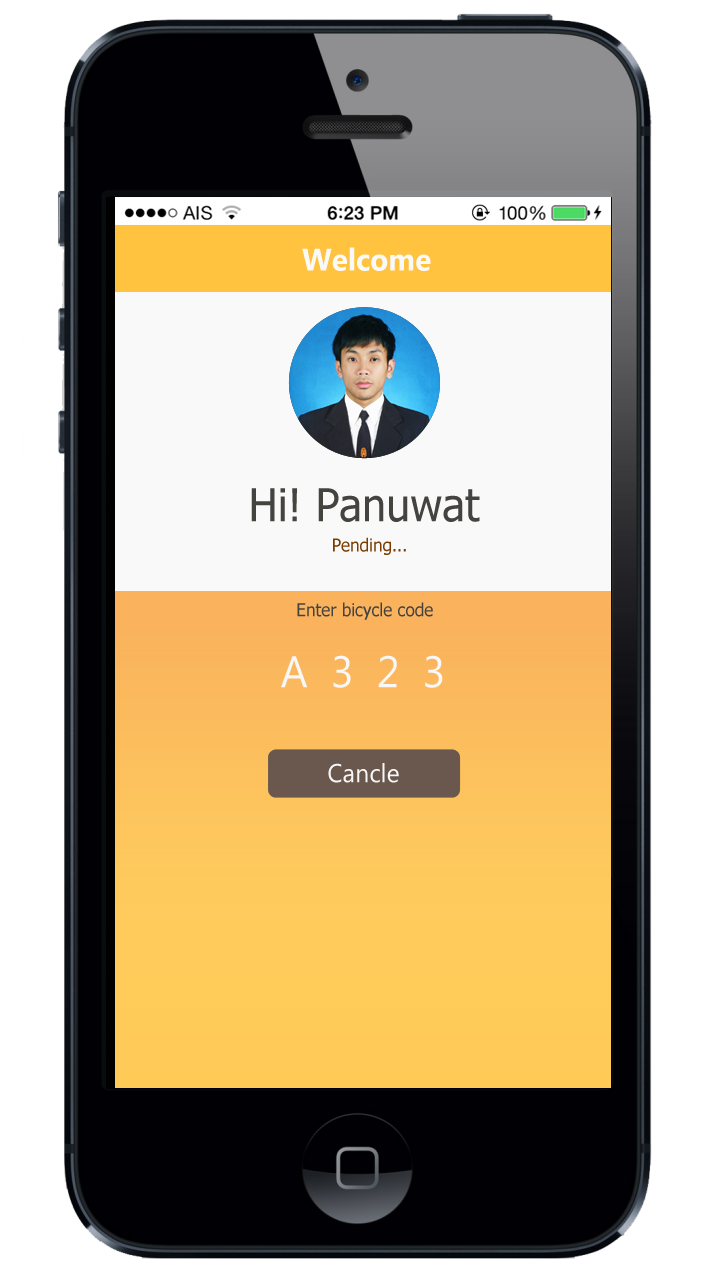 AIS 6:23 PM 100%
Welcome
Hi! Panuwat
Pending...
Enter bicycle code
A 3 2 3
Cancle